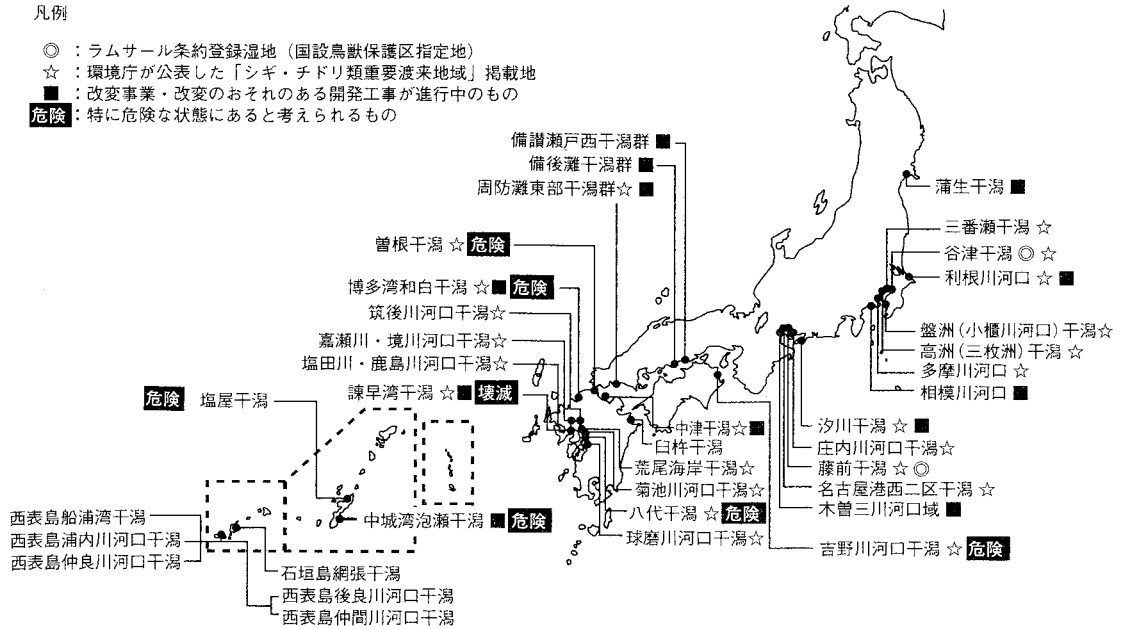 凡例
◎ : ラムサール条約登録湿地（国設鳥獣保護区指定地）
☆ : 環境庁が公表した「シギ・チドリ類重要渡来地域」掲載地
■ : 改変事業・改変のおそれのある開発工事が進行中のもの
危険 : 特に危険な状態にあると考えられるもの
備讃瀬戸西干潟群 ■
備後灘干潟群 ■
周防灘東部干潟群☆ ■
曽根干潟 ☆ 危険
博多湾和白干潟 ☆ ■ 危険
筑後川河口干潟☆
嘉瀬川・境川河口干潟☆
塩田川・鹿島川河口干潟☆
諫早湾干潟 ☆ ■ 壊滅
危険 塩屋干潟
中城湾泡瀬干潟 ■ 危険
西表島船浦湾干潟
西表島浦内川河口干潟
西表島仲良川河口干潟
石垣島網張干潟
西表島後良川河口干潟
西表島仲間川河口干潟
蒲生干潟 ■
三番瀬干潟 ☆
谷津干潟 ◎ ☆
利根川河口 ☆ ■
盤洲(小櫃川河口)干潟☆
高洲(三枚洲)干潟 ☆
多摩川河口 ☆
相模川河口 ■
汐川干潟 ☆ ■
庄内川河口干潟☆
藤前干潟 ☆ ◎
名古屋港西二区干潟 ☆
木曽三川河口域 ■
中津干潟☆ ■
臼杵干潟
荒尾海岸干潟☆
菊池川河口干潟☆
八代干潟 ☆ 危険
球磨川河口干潟☆
吉野川河口干潟 ☆ 危険